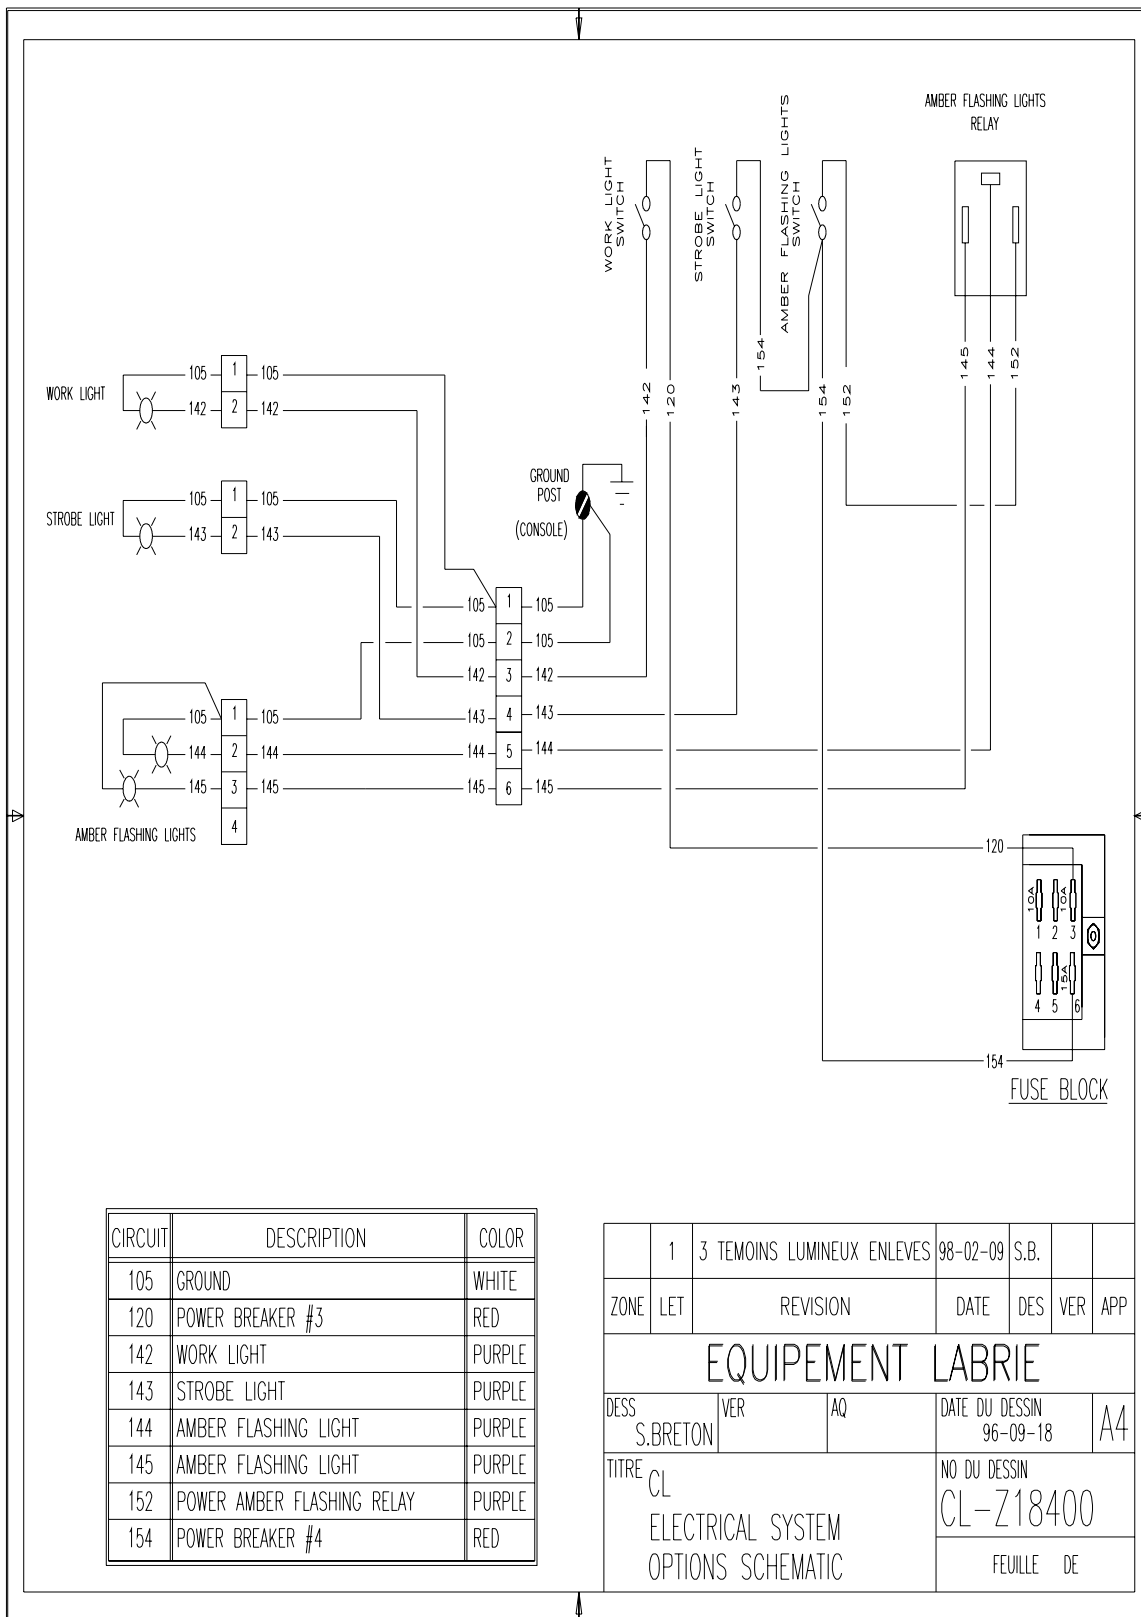 AMBER FLASHING LIGHTS
RELAY
WORK LIGHT
SWITCH
STROBE LIGHT
SWITCH
AMBER FLASHING LIGHTS
SWITCH
154
142
120
143
154
152
145
144
152
WORK LIGHT
105 1 105
142 2 142
STROBE LIGHT
105 1 105
143 2 143
GROUND
POST
(CONSOLE)
105 1 105
105 2 105
142 3 142
143 4 143
144 5 144
145 6 145
105 1 105
144 2 144
145 3 145
4
AMBER FLASHING LIGHTS
120
10A 10A
1 2 3
15A
4 5 6
154
FUSE BLOCK
CIRCUIT DESCRIPTION COLOR
105 GROUND WHITE
120 POWER BREAKER #3 RED
142 WORK LIGHT PURPLE
143 STROBE LIGHT PURPLE
144 AMBER FLASHING LIGHT PURPLE
145 AMBER FLASHING LIGHT PURPLE
152 POWER AMBER FLASHING RELAY PURPLE
154 POWER BREAKER #4 RED
1 3 TEMOINS LUMINEUX ENLEVES 98-02-09 S.B.
ZONE LET REVISION DATE DES VER APP
EQUIPEMENT LABRIE
DESS VER AQ DATE DU DESSIN
S.BRETON 96-09-18 A4
TITRE CL NO DU DESSIN
CL-Z18400
ELECTRICAL SYSTEM
OPTIONS SCHEMATIC
FEUILLE DE